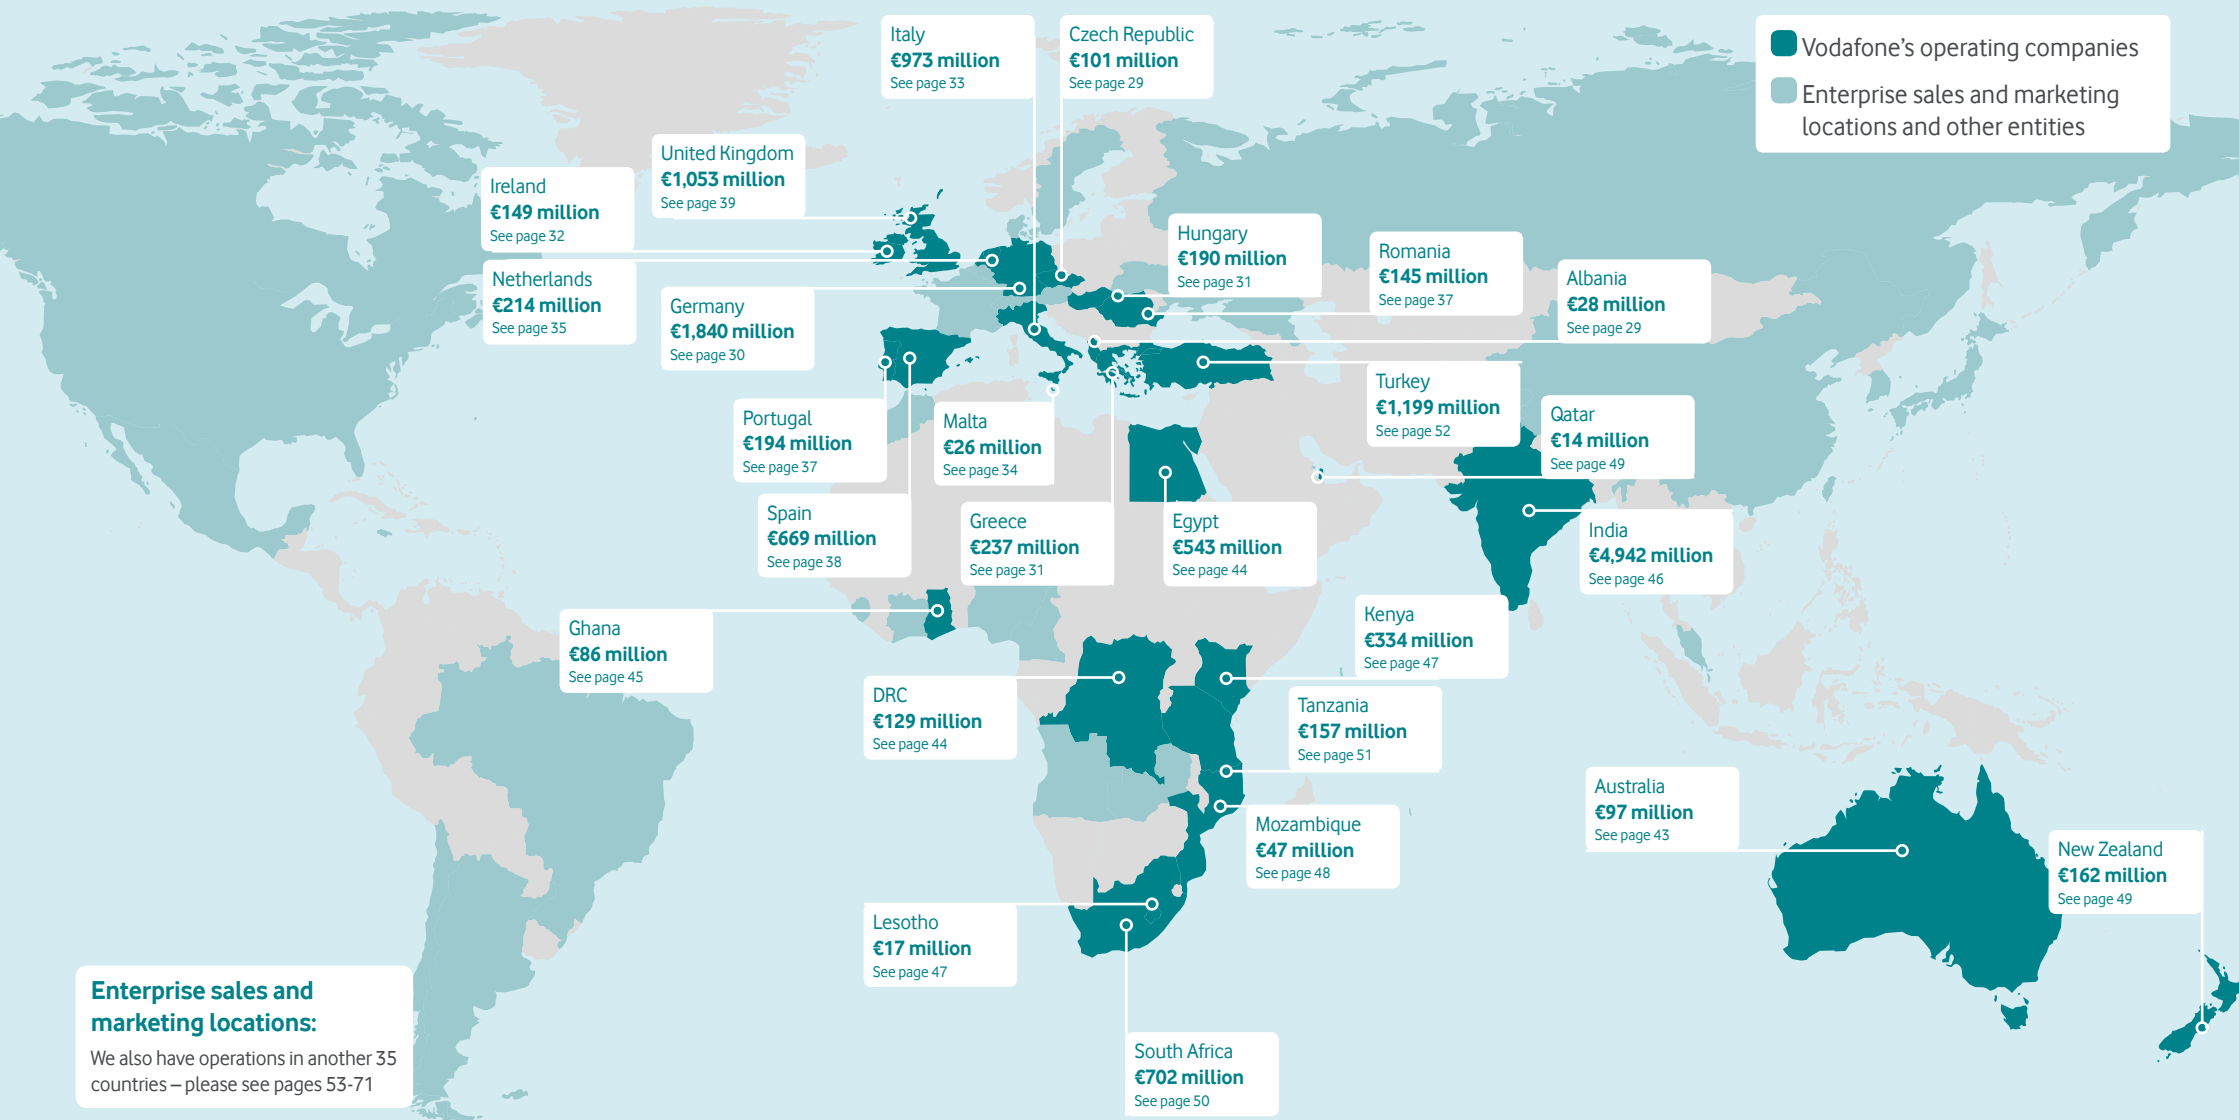 Italy
€973 million
See page 33
Czech Republic
€101 million
See page 29
Vodafone's operating companies
Enterprise sales and marketing
locations and other entities
United Kingdom
€1,053 million
See page 39
Ireland
€149 million
See page 32
Hungary
€190 million
See page 31
Romania
€145 million
See page 37
Albania
€28 million
See page 29
Netherlands
€214 million
See page 35
Germany
€1,840 million
See page 30
Turkey
€1,199 million
See page 52
Qatar
€14 million
See page 49
Portugal
€194 million
See page 37
Malta
€26 million
See page 34
Spain
€669 million
See page 38
Greece
€237 million
See page 31
Egypt
€543 million
See page 44
India
€4,942 million
See page 46
Ghana
€86 million
See page 45
Kenya
€334 million
See page 47
DRC
€129 million
See page 44
Tanzania
€157 million
See page 51
Mozambique
€47 million
See page 48
Australia
€97 million
See page 43
New Zealand
€162 million
See page 49
Lesotho
€17 million
See page 47
South Africa
€702 million
See page 50
Enterprise sales and
marketing locations:
We also have operations in another 35
countries – please see pages 53-71